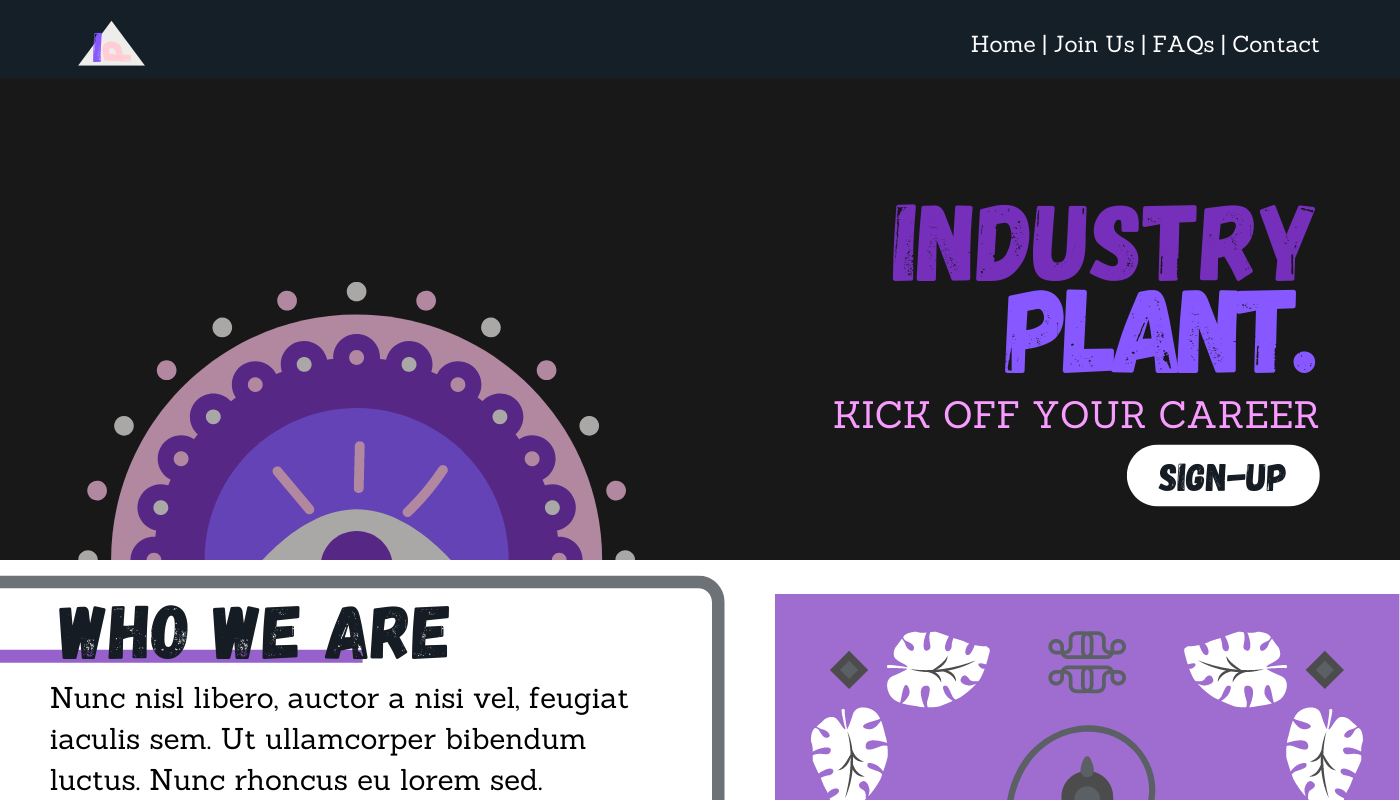 IP
Home | Join Us | FAQs | Contact
INDUSTRY
PLANT.
KICK OFF YOUR CAREER
SIGN-UP
WHO WE ARE
Nunc nisl libero, auctor a nisi vel, feugiat
iaculis sem. Ut ullamcorper bibendum
luctus. Nunc rhoncus eu lorem sed.